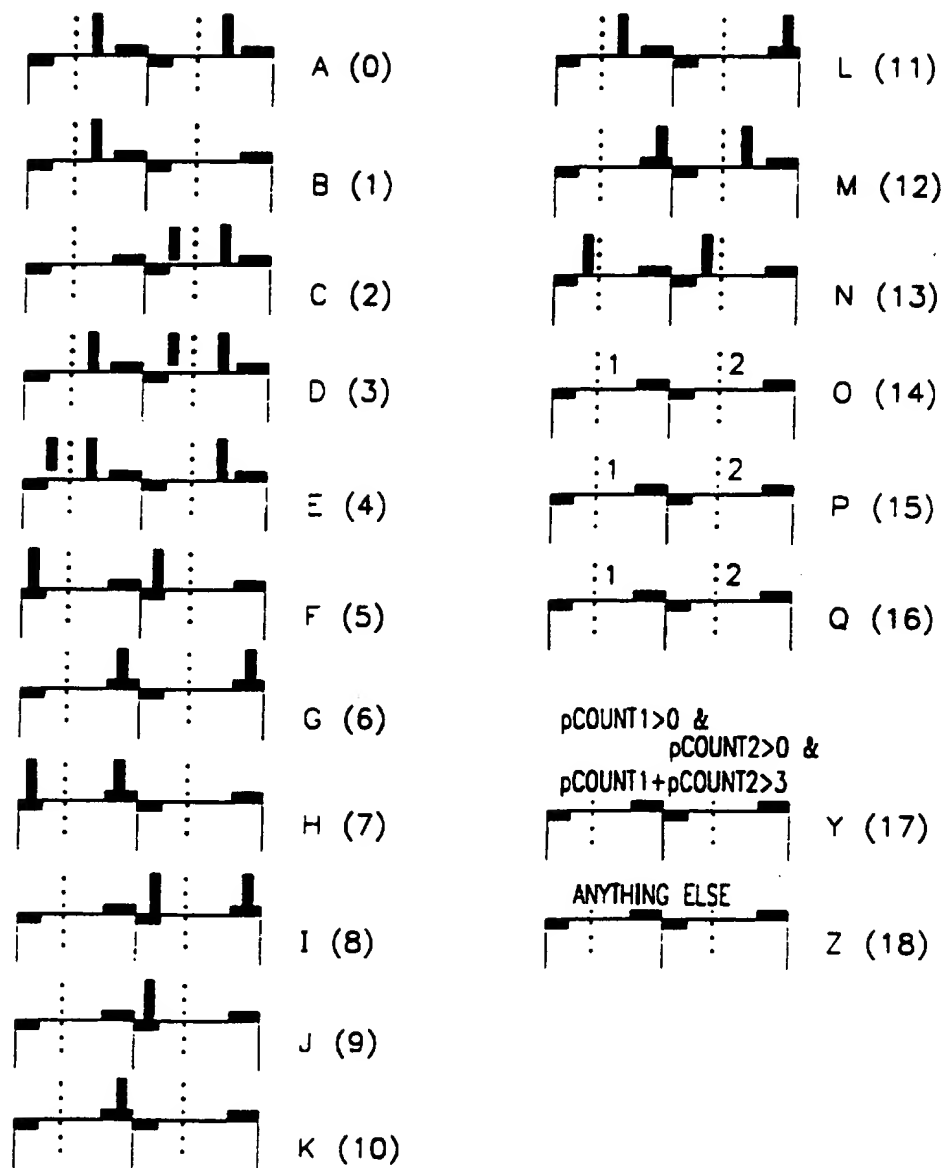 A (0)
B (1)
C (2)
D (3)
E (4)
F (5)
G (6)
H (7)
I (8)
J (9)
K (10)
L (11)
M (12)
N (13)
1 2
O (14)
1 2
P (15)
1 2
Q (16)
pCOUNT1>0 &
pCOUNT2>0 &
pCOUNT1+pCOUNT2>3
Y (17)
ANYTHING ELSE
Z (18)